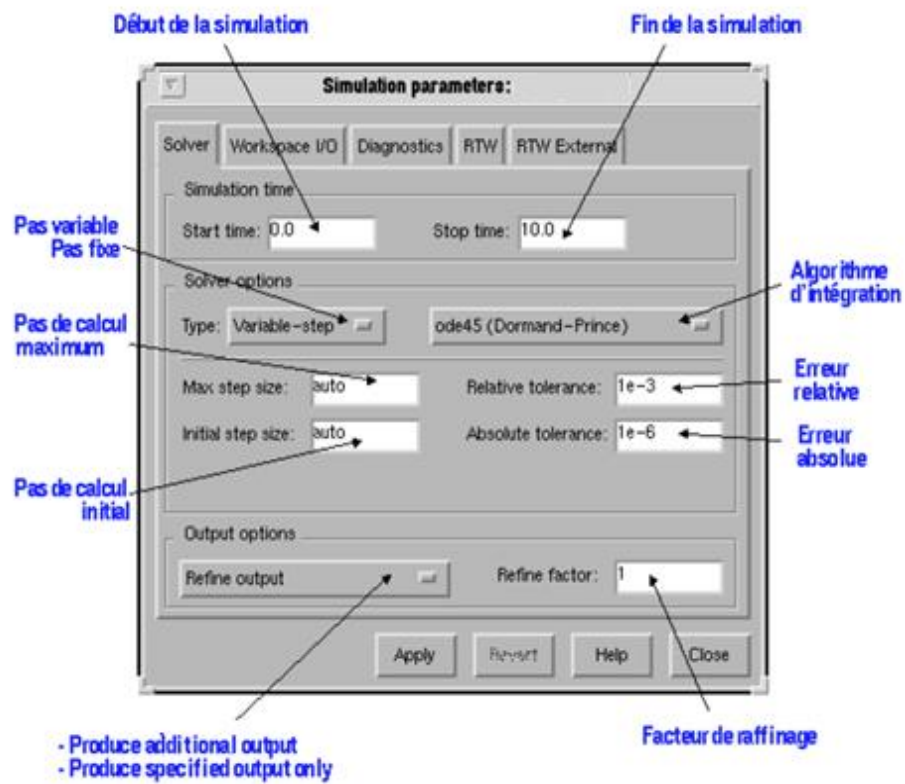 Début de la simulation
Fin de la simulation
Simulation parameters:
Solver
Workspace I/O
Diagnostics
RTW
RTW External
Simulation time
Pas variable
Pas fixe
Start time: 0.0
Stop time: 10.0
Solver options
Algorithme
d'intégration
Type: Variable-step
ode45 (Dormand-Prince)
Pas de calcul
maximum
Max step size: auto
Relative tolerance: 1e-3
Erreur
relative
Initial step size: auto
Absolute tolerance: 1e-6
Erreur
absolue
Pas de calcul
initial
Output options
Refine output
Refine factor: 1
Apply
Revert
Help
Close
- Produce additional output
- Produce specified output only
Facteur de raffinage